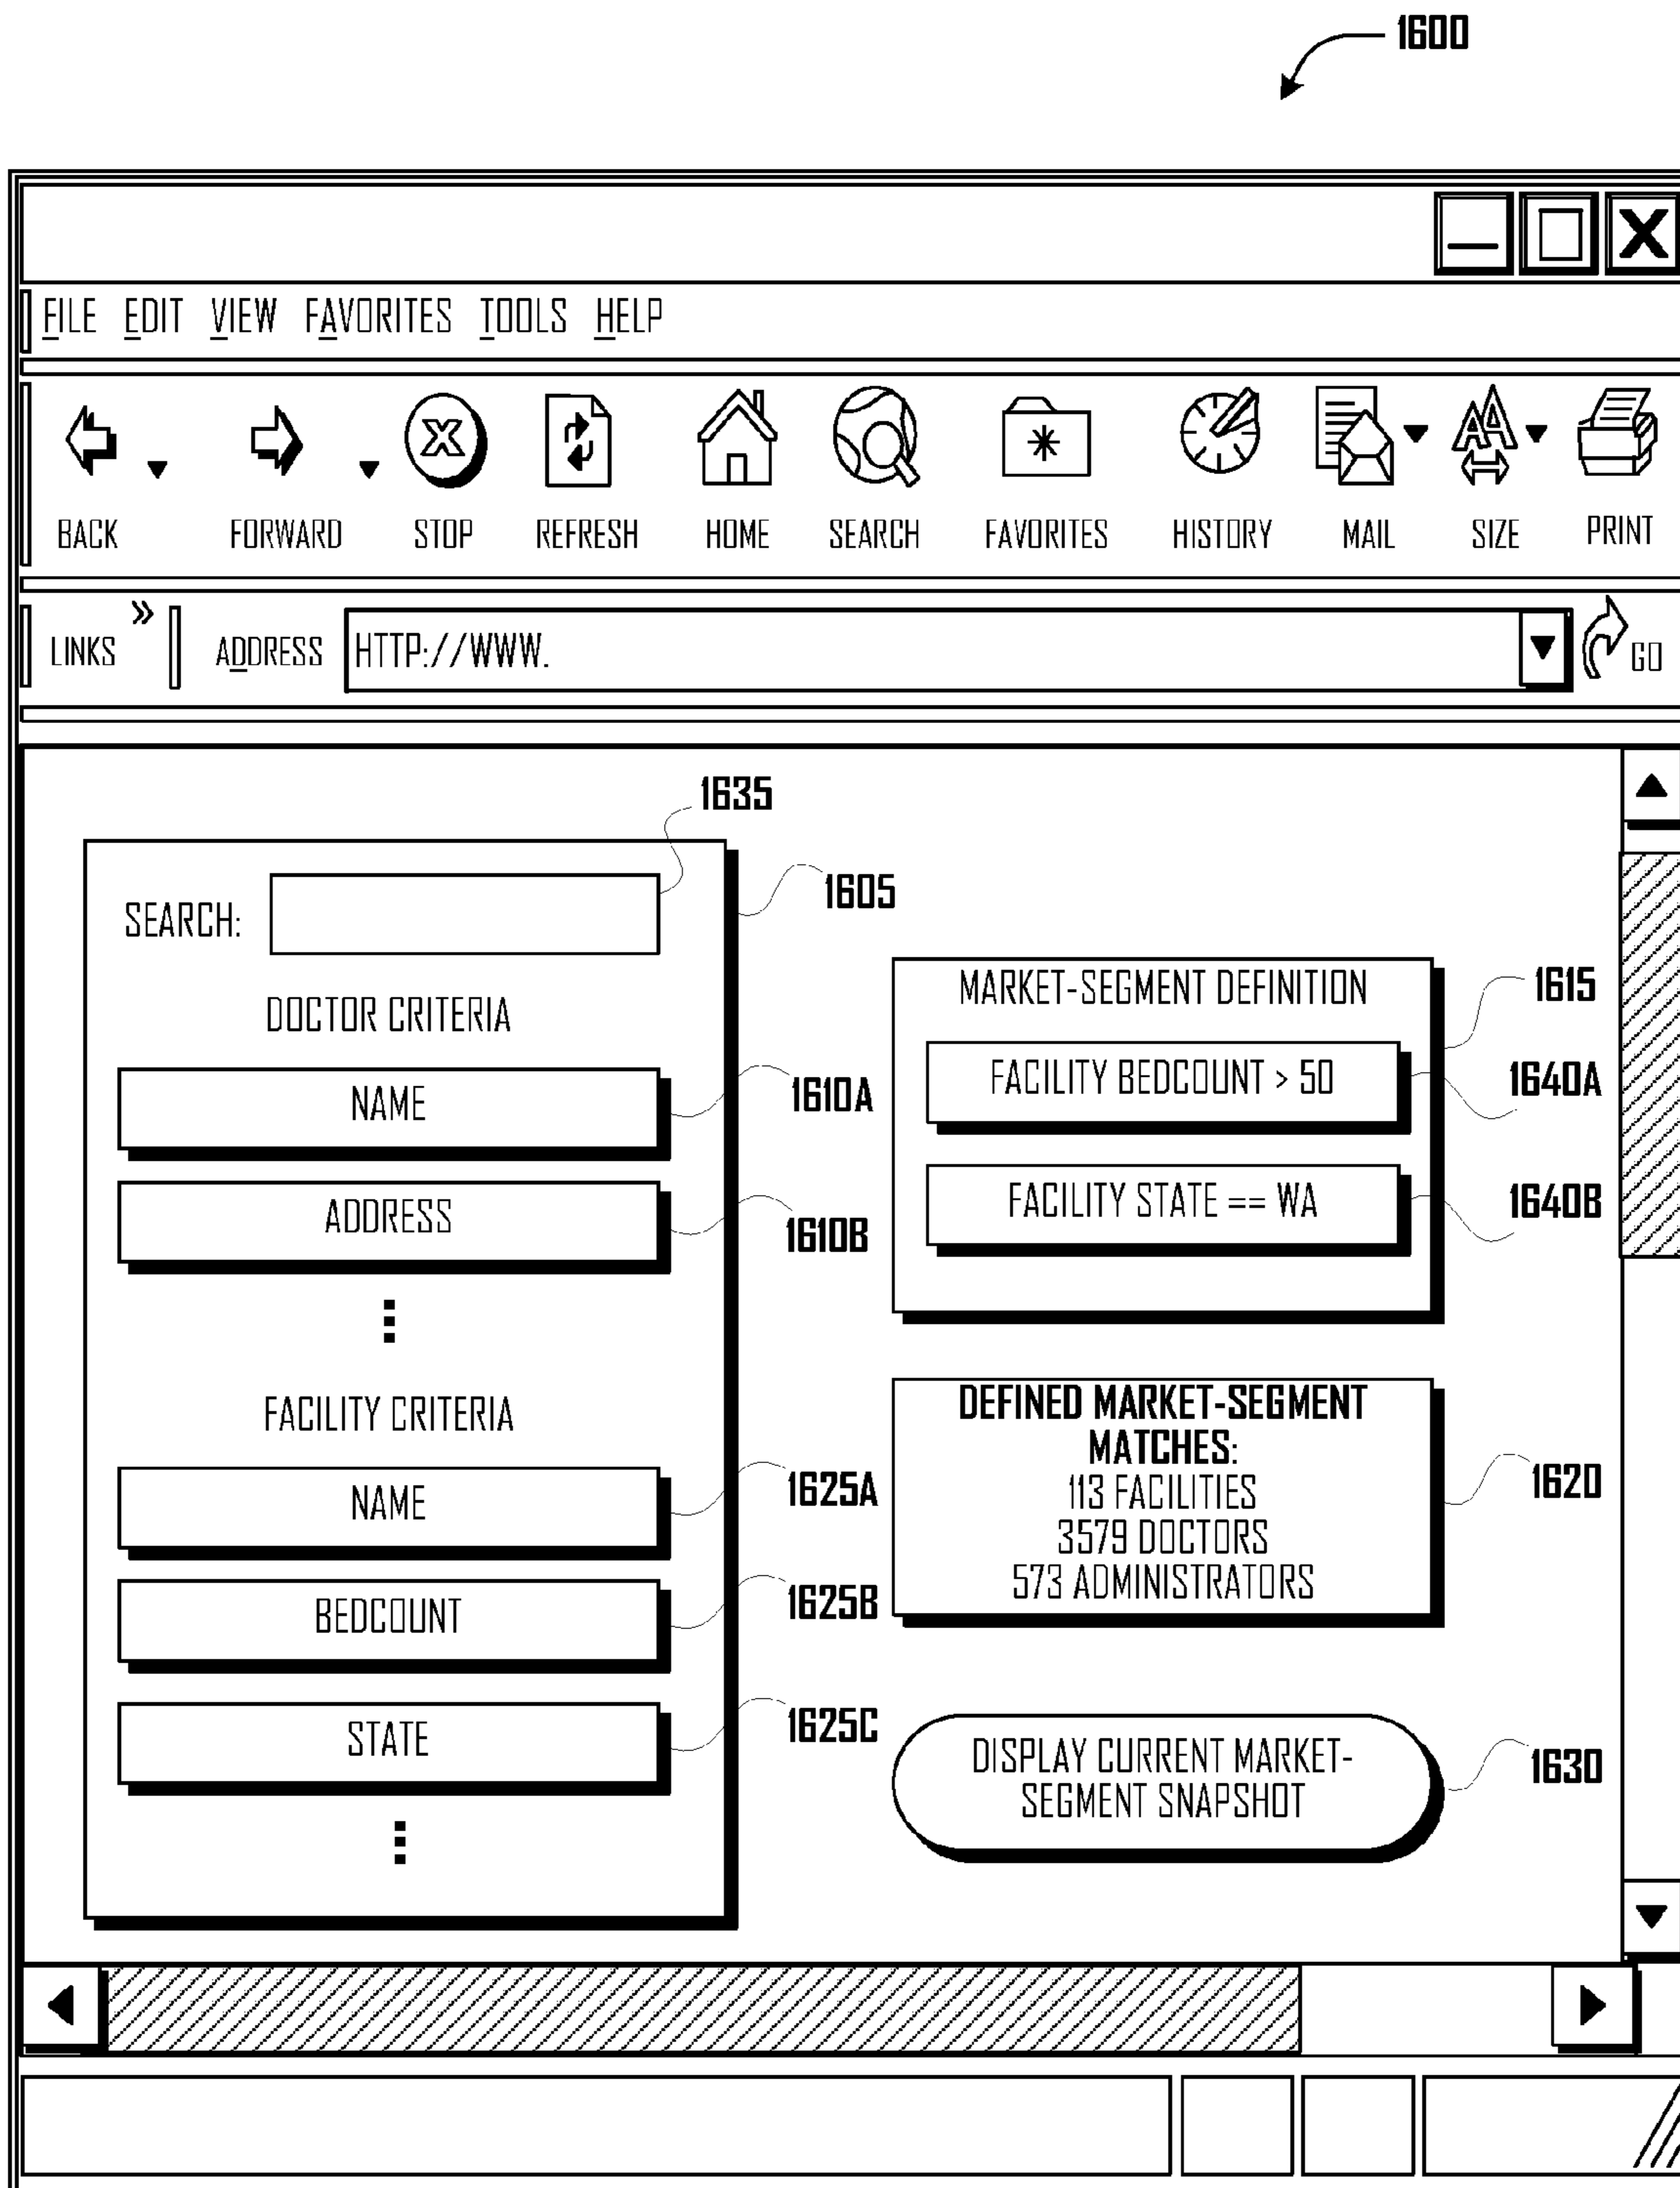 1600
FILE EDIT VIEW FAVORITES TOOLS HELP
BACK FORWARD STOP REFRESH HOME SEARCH FAVORITES HISTORY MAIL SIZE PRINT
LINKS » ADDRESS HTTP://WWW. GO
1635
1605
SEARCH:
DOCTOR CRITERIA
NAME
1610A
ADDRESS
1610B
FACILITY CRITERIA
NAME
1625A
BEDCOUNT
1625B
STATE
1625C
MARKET-SEGMENT DEFINITION
1615
FACILITY BEDCOUNT > 50
1640A
FACILITY STATE == WA
1640B
DEFINED MARKET-SEGMENT
MATCHES:
113 FACILITIES
3579 DOCTORS
573 ADMINISTRATORS
1620
DISPLAY CURRENT MARKET-
SEGMENT SNAPSHOT
1630